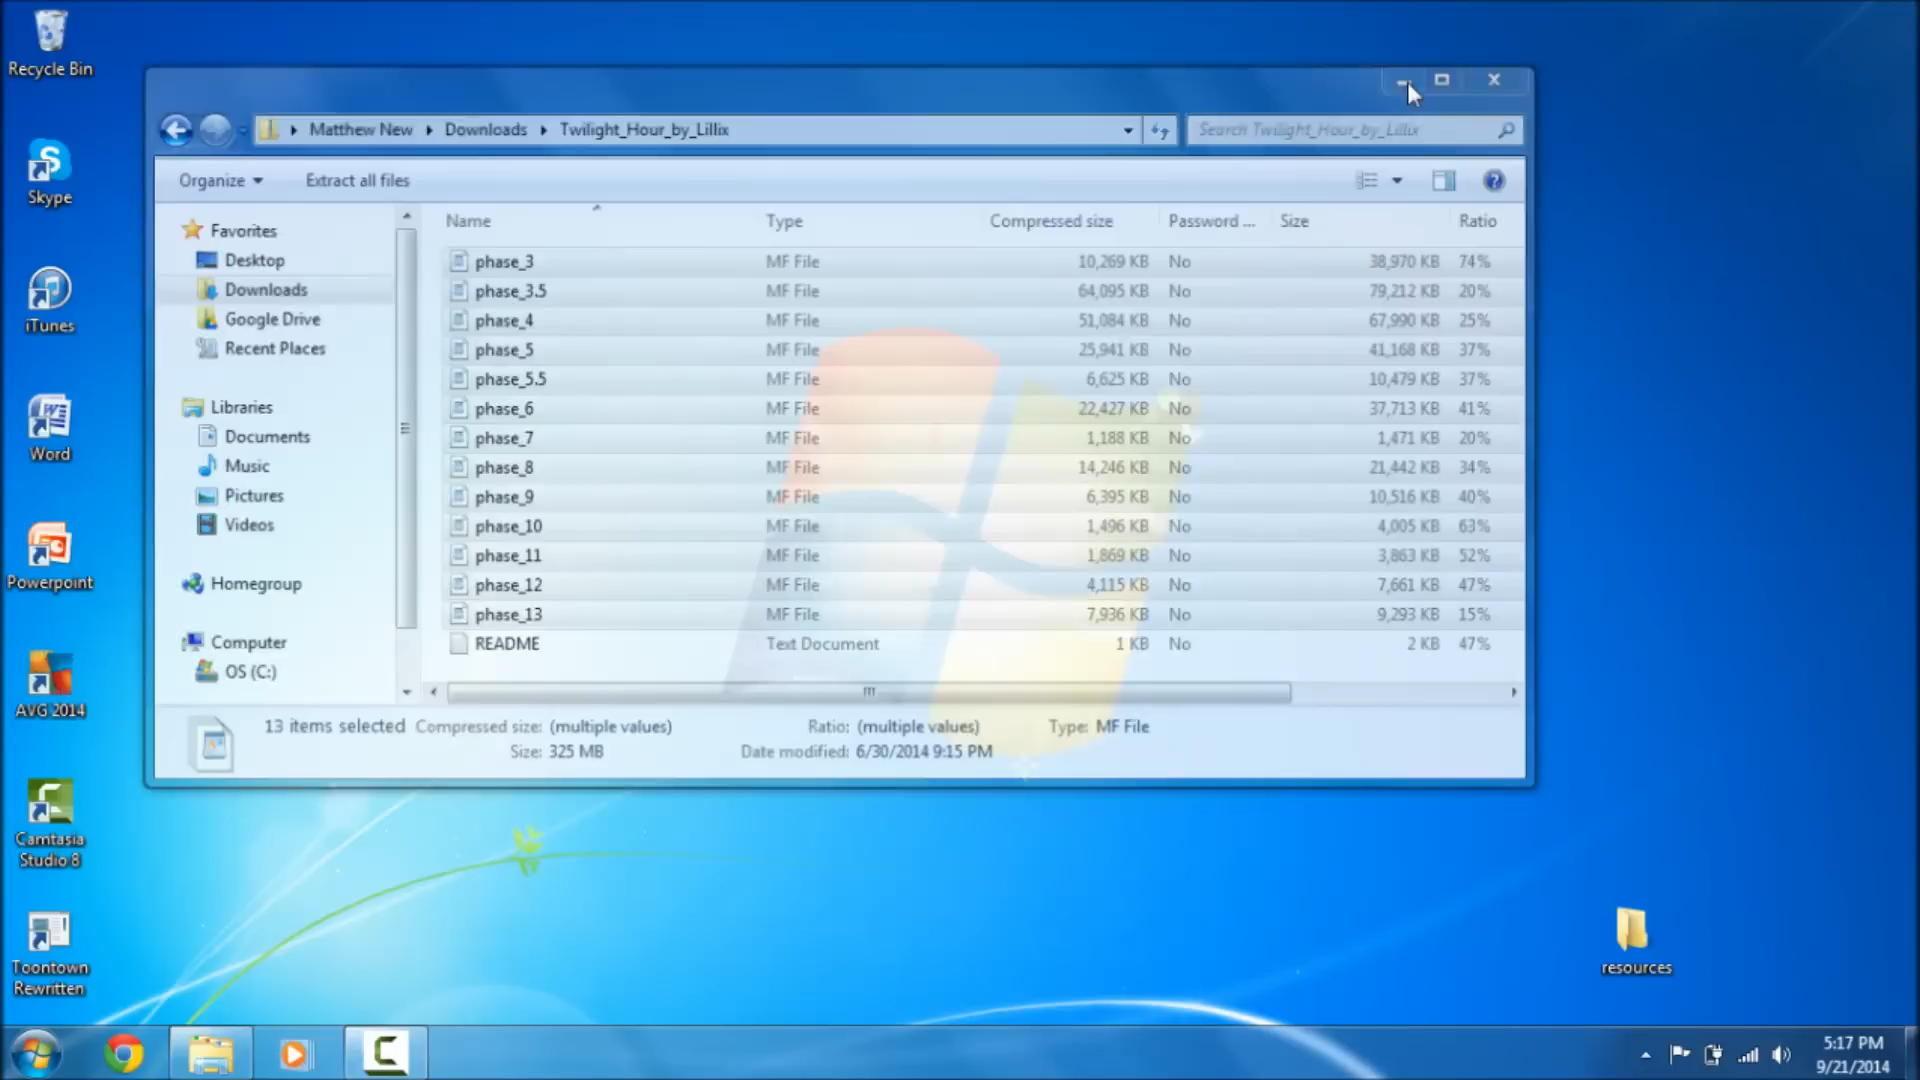 Recycle Bin
Skype
iTunes
Word
Powerpoint
AVG 2014
Camtasia
Studio 8
Toontown
Rewritten
Matthew New Downloads Twilight_Hour_by_Lillix
Search Twilight_Hour_by_Lillix
Organize Extract all files
Favorites
Desktop
Downloads
Google Drive
Recent Places
Libraries
Documents
Music
Pictures
Videos
Homegroup
Computer
OS (C:)
Name Type Compressed size Password ... Size Ratio
phase_3 MF File 10,269 KB No 38,970 KB 74%
phase_3.5 MF File 64,095 KB No 79,212 KB 20%
phase_4 MF File 51,084 KB No 67,990 KB 25%
phase_5 MF File 25,941 KB No 41,168 KB 37%
phase_5.5 MF File 6,625 KB No 10,479 KB 37%
phase_6 MF File 22,427 KB No 37,713 KB 41%
phase_7 MF File 1,188 KB No 1,471 KB 20%
phase_8 MF File 14,246 KB No 21,442 KB 34%
phase_9 MF File 6,395 KB No 10,516 KB 40%
phase_10 MF File 1,496 KB No 4,005 KB 63%
phase_11 MF File 1,869 KB No 3,863 KB 52%
phase_12 MF File 4,115 KB No 7,661 KB 47%
phase_13 MF File 7,936 KB No 9,293 KB 15%
README Text Document 1 KB No 2 KB 47%
13 items selected Compressed size: (multiple values) Ratio: (multiple values) Type: MF File
Size: 325 MB Date modified: 6/30/2014 9:15 PM
resources
5:17 PM
9/21/2014